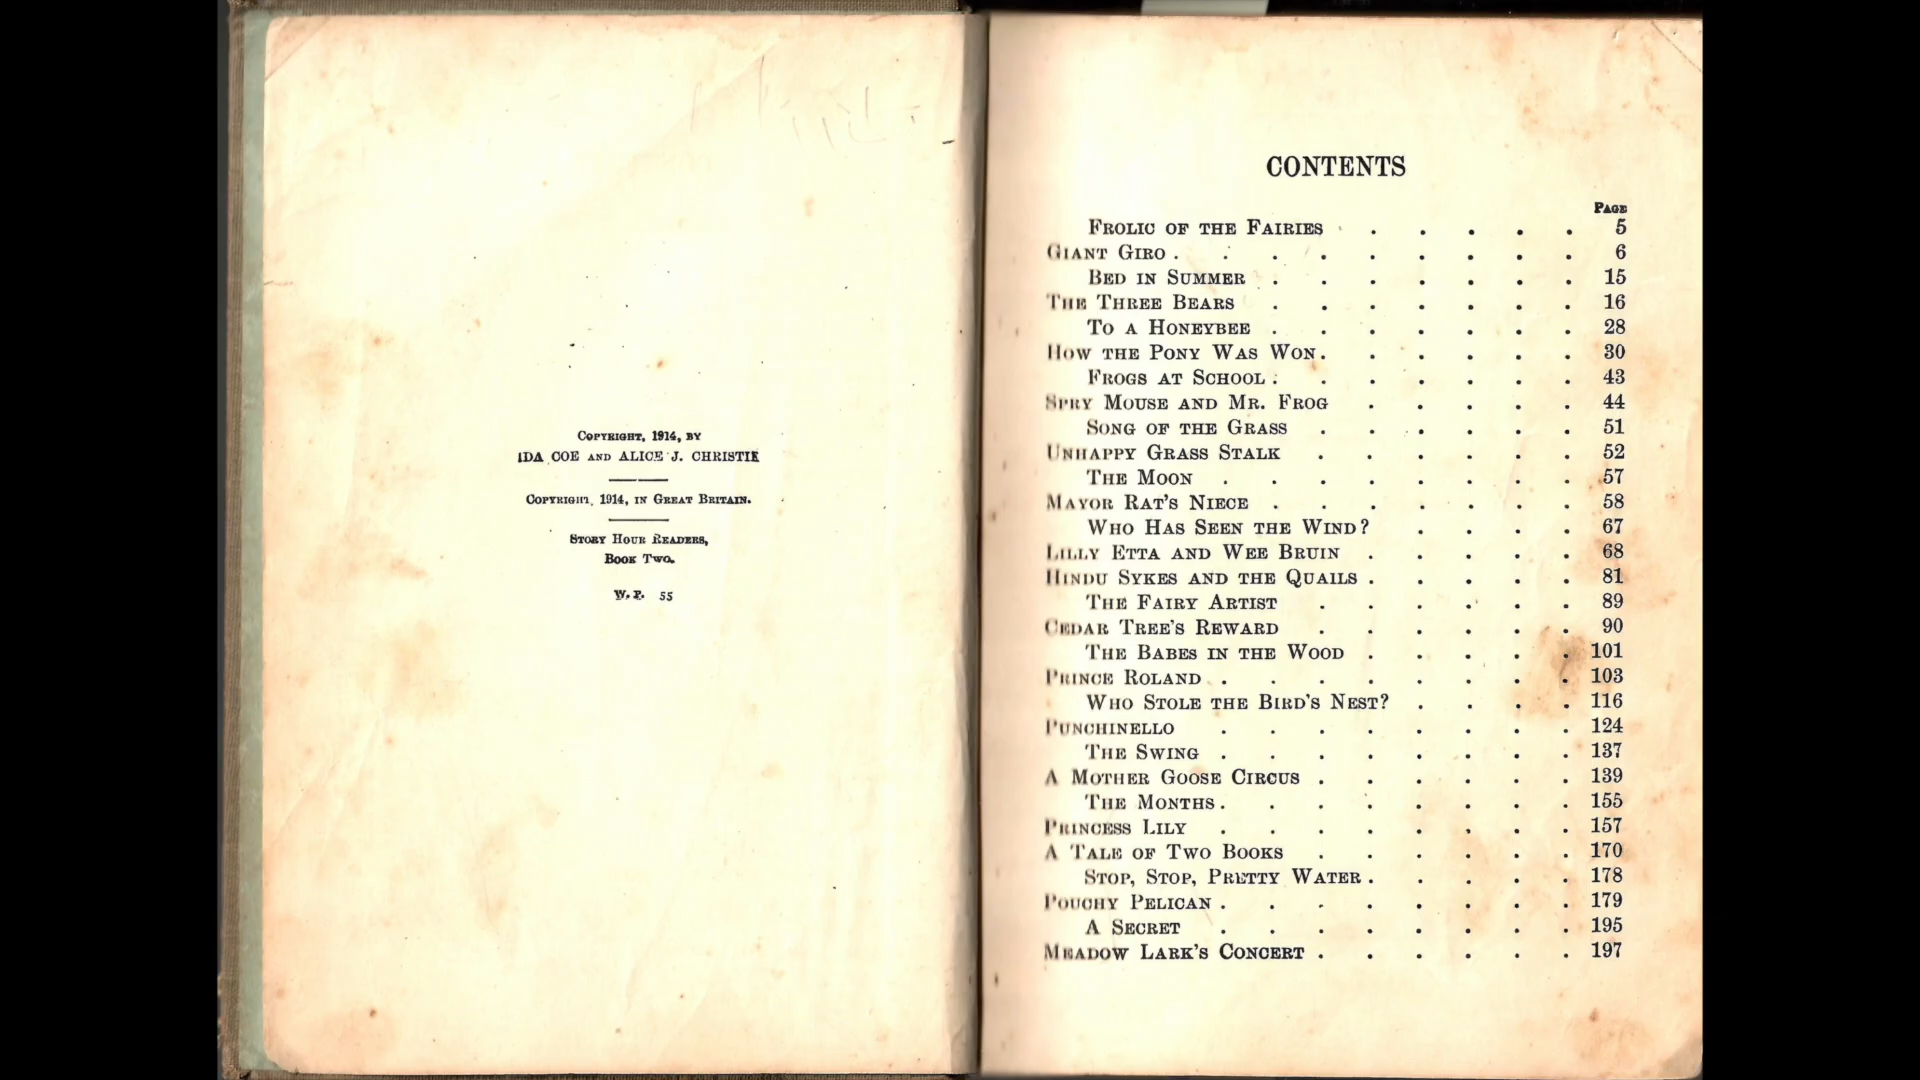 COPYRIGHT, 1914, BY
IDA COE AND ALICE J. CHRISTIE
COPYRIGHT, 1914, IN GREAT BRITAIN.
STORY HOUR READERS,
BOOK TWO.
W. P. 55
CONTENTS
PAGE
FROLIC OF THE FAIRIES . . . . . 5
GIANT GIRO . . . . . . . . . 6
BED IN SUMMER . . . . . . . 15
THE THREE BEARS . . . . . . . 16
TO A HONEYBEE . . . . . . . 28
HOW THE PONY WAS WON . . . . . . 30
FROGS AT SCHOOL . . . . . . . 43
SPRY MOUSE AND MR. FROG . . . . . 44
SONG OF THE GRASS . . . . . . 51
UNHAPPY GRASS STALK . . . . . . 52
THE MOON . . . . . . . . 57
MAYOR RAT'S NIECE . . . . . . . 58
WHO HAS SEEN THE WIND? . . . . 67
LILLY ETTA AND WEE BRUIN . . . . . 68
HINDU SYKES AND THE QUAILS . . . . . 81
THE FAIRY ARTIST . . . . . . 89
CEDAR TREE'S REWARD . . . . . . 90
THE BABES IN THE WOOD . . . . . 101
PRINCE ROLAND . . . . . . . . 103
WHO STOLE THE BIRD'S NEST? . . . . 116
PUNCHINELLO . . . . . . . . 124
THE SWING . . . . . . . . 137
A MOTHER GOOSE CIRCUS . . . . . . 139
THE MONTHS . . . . . . . . 155
PRINCESS LILY . . . . . . . . 157
A TALE OF TWO BOOKS . . . . . . 170
STOP, STOP, PRETTY WATER . . . . . 178
POUCHY PELICAN . . . . . . . . 179
A SECRET . . . . . . . . 195
MEADOW LARK'S CONCERT . . . . . . 197